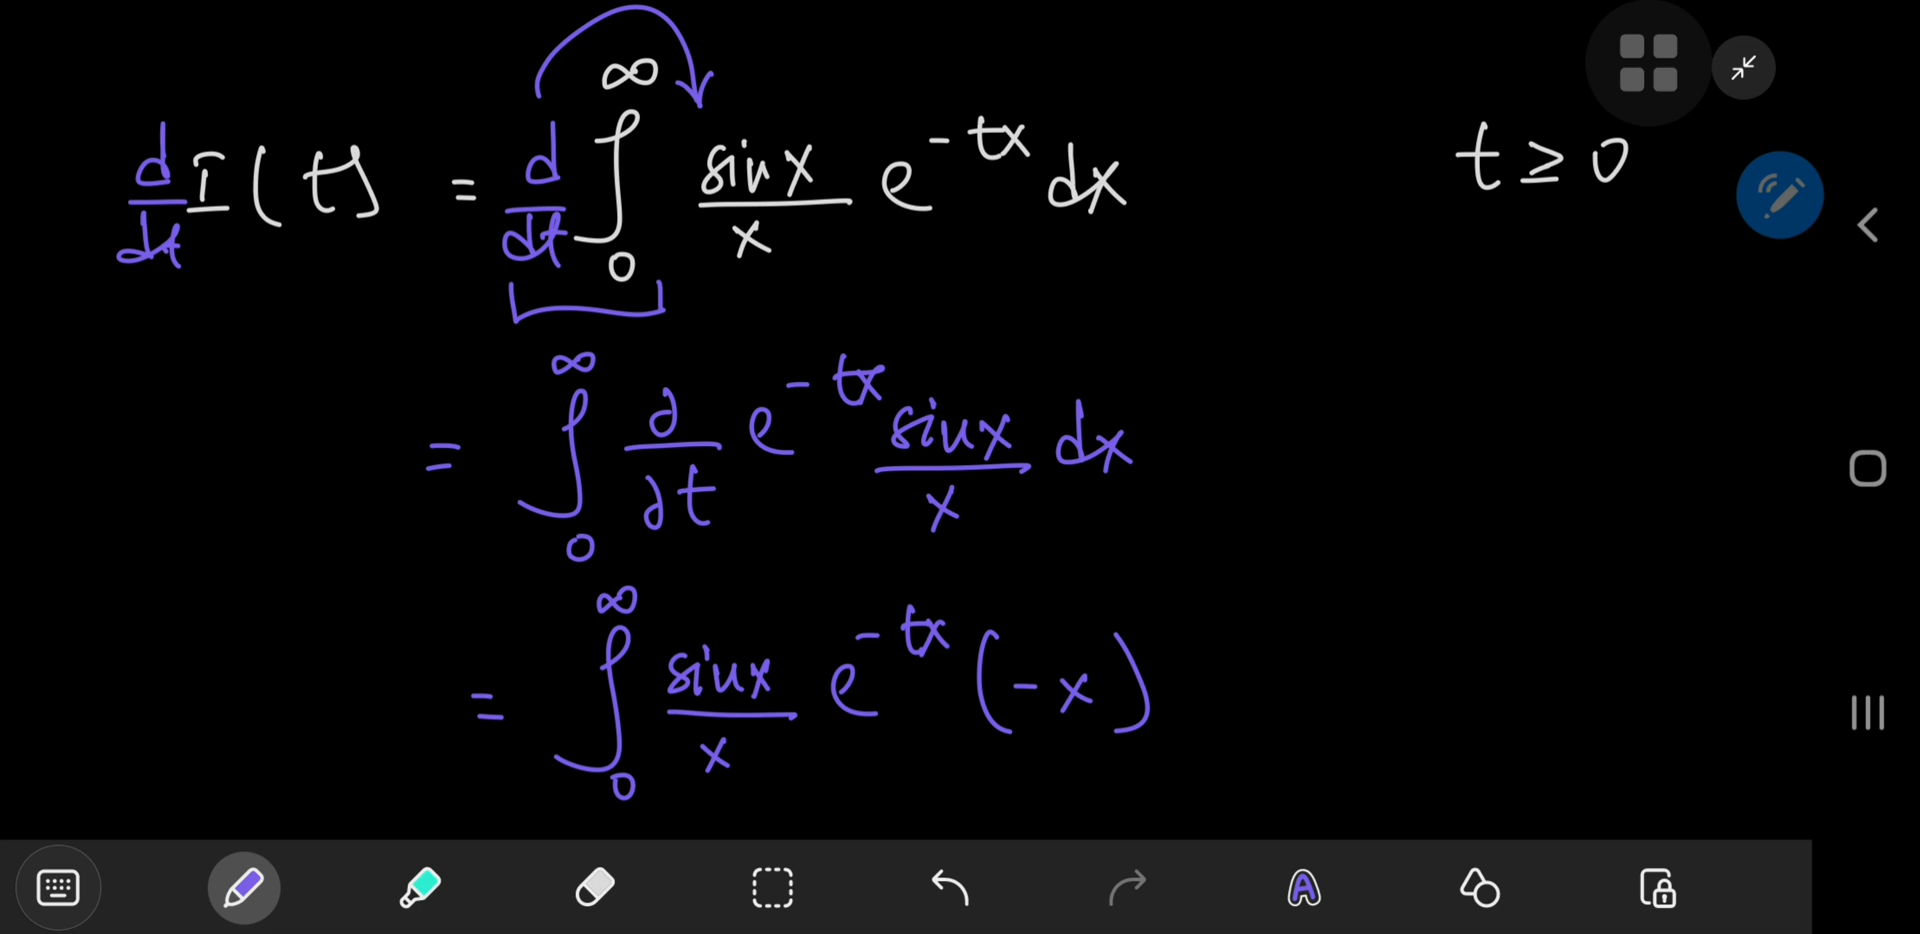 d/dt I(t) = d/dt ∫₀^∞ sinx/x e^(-tx) dx    t ≥ 0
= ∫₀^∞ ∂/∂t e^(-tx) sinx/x dx
= ∫₀^∞ sinx/x e^(-tx) (-x)